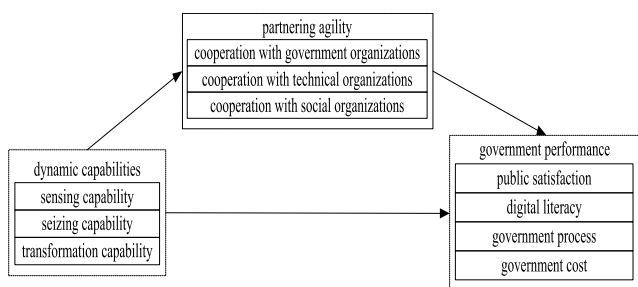 partnering agility
cooperation with government organizations
cooperation with technical organizations
cooperation with social organizations
dynamic capabilities
sensing capability
seizing capability
transformation capability
government performance
public satisfaction
digital literacy
government process
government cost